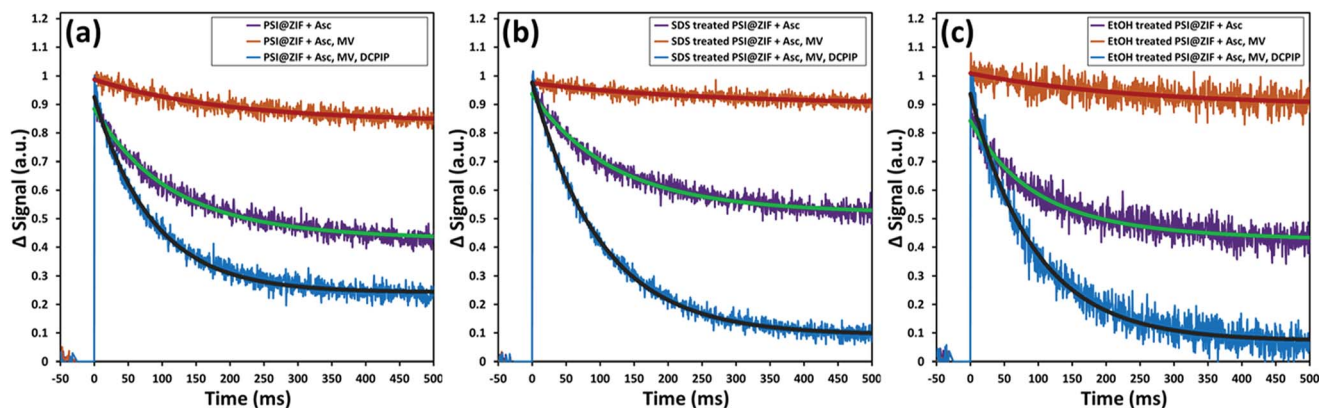 (a)
PSI@ZIF + Asc
PSI@ZIF + Asc, MV
PSI@ZIF + Asc, MV, DCPIP
Δ Signal (a.u.)
1.2
1.1
1
0.9
0.8
0.7
0.6
0.5
0.4
0.3
0.2
0.1
0
-50 0 50 100 150 200 250 300 350 400 450 500
Time (ms)
(b)
SDS treated PSI@ZIF + Asc
SDS treated PSI@ZIF + Asc, MV
SDS treated PSI@ZIF + Asc, MV, DCPIP
Δ Signal (a.u.)
1.2
1.1
1
0.9
0.8
0.7
0.6
0.5
0.4
0.3
0.2
0.1
0
-50 0 50 100 150 200 250 300 350 400 450 500
Time (ms)
(c)
EtOH treated PSI@ZIF + Asc
EtOH treated PSI@ZIF + Asc, MV
EtOH treated PSI@ZIF + Asc, MV, DCPIP
Δ Signal (a.u.)
1.2
1.1
1
0.9
0.8
0.7
0.6
0.5
0.4
0.3
0.2
0.1
0
-50 0 50 100 150 200 250 300 350 400 450 500
Time (ms)